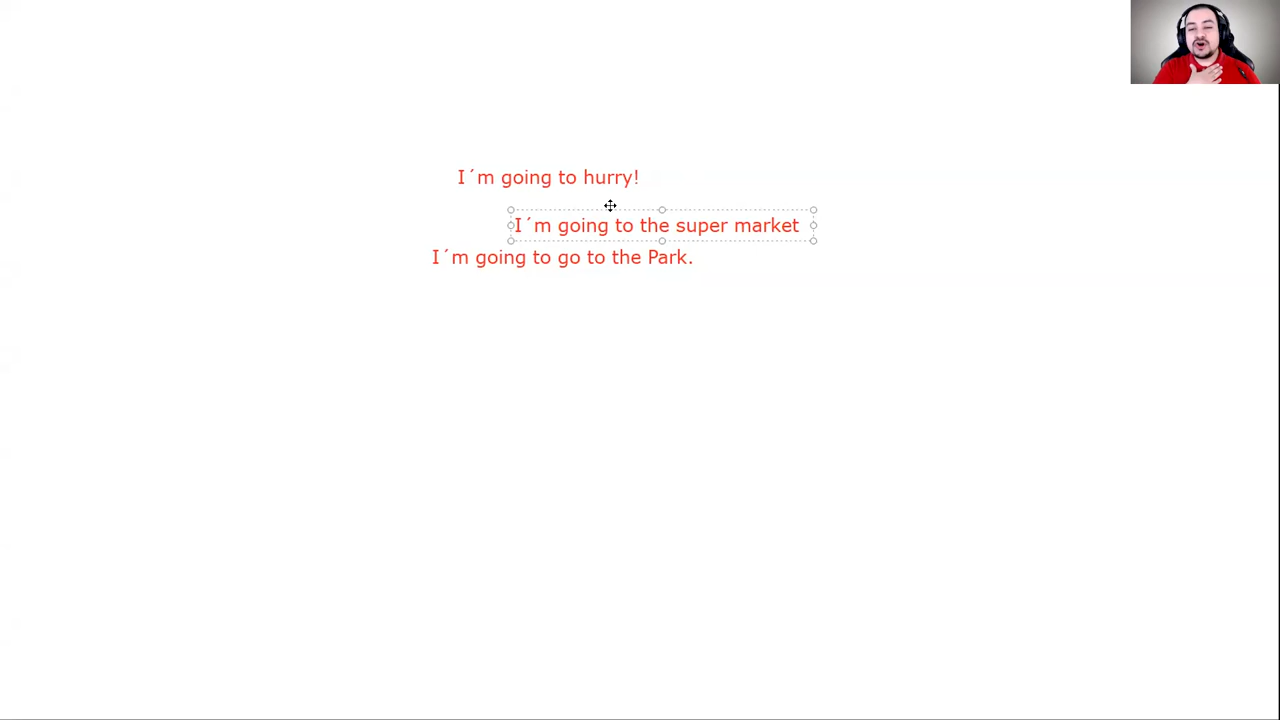 I´m going to hurry!
I´m going to the super market
I´m going to go to the Park.